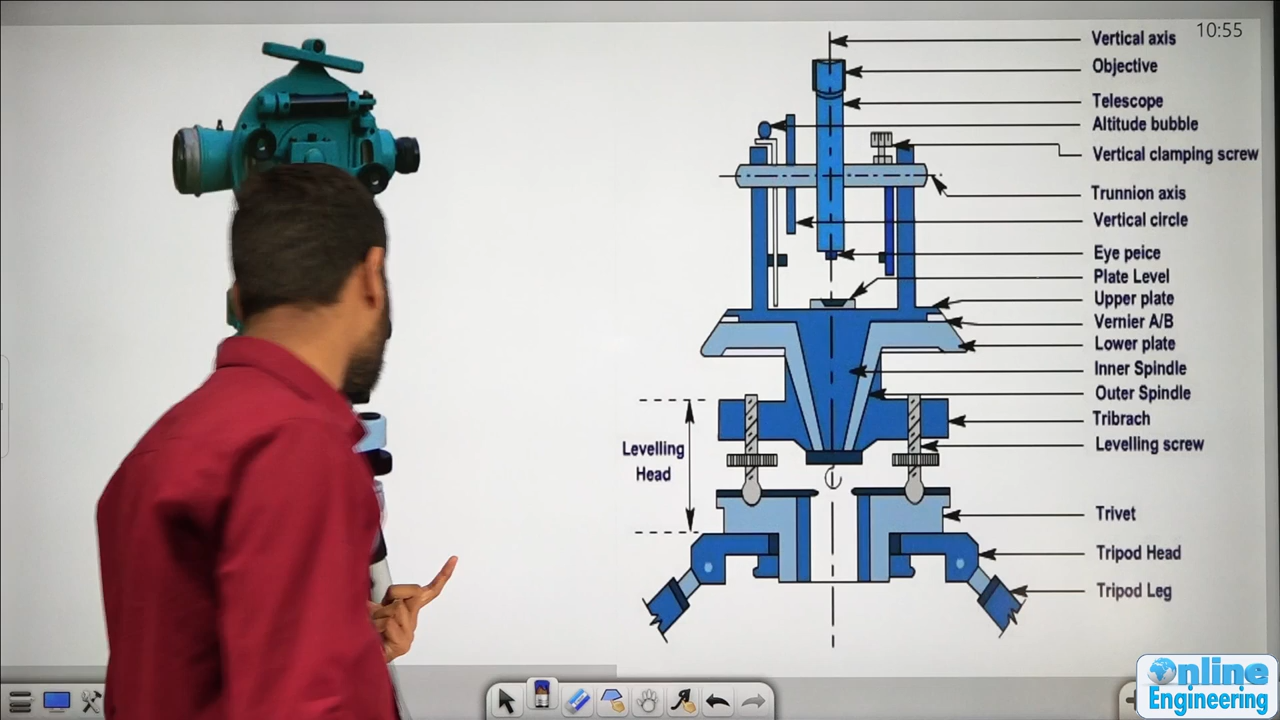 10:55
Vertical axis
Objective
Telescope
Altitude bubble
Vertical clamping screw
Trunnion axis
Vertical circle
Eye peice
Plate Level
Upper plate
Vernier A/B
Lower plate
Inner Spindle
Outer Spindle
Tribrach
Levelling screw
Levelling
Head
Trivet
Tripod Head
Tripod Leg
Online
Engineering